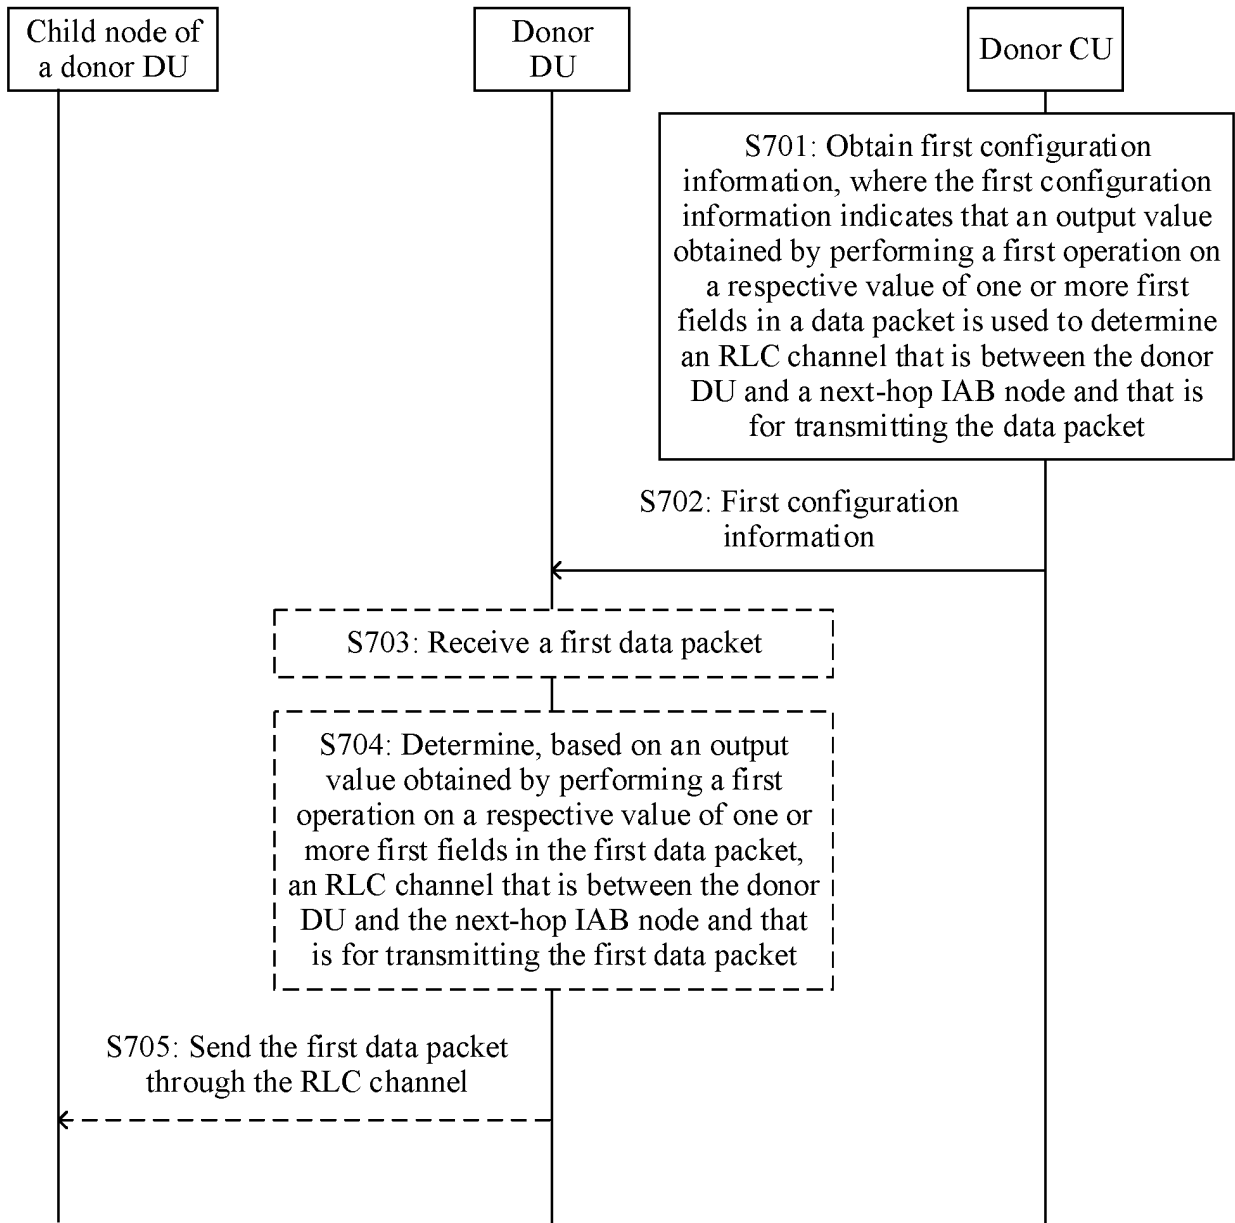 Child node of
a donor DU
Donor
DU
Donor CU
S701: Obtain first configuration
information, where the first configuration
information indicates that an output value
obtained by performing a first operation on
a respective value of one or more first
fields in a data packet is used to determine
an RLC channel that is between the donor
DU and a next-hop IAB node and that is
for transmitting the data packet
S702: First configuration
information
S703: Receive a first data packet
S704: Determine, based on an output
value obtained by performing a first
operation on a respective value of one or
more first fields in the first data packet,
an RLC channel that is between the donor
DU and the next-hop IAB node and that
is for transmitting the first data packet
S705: Send the first data packet
through the RLC channel